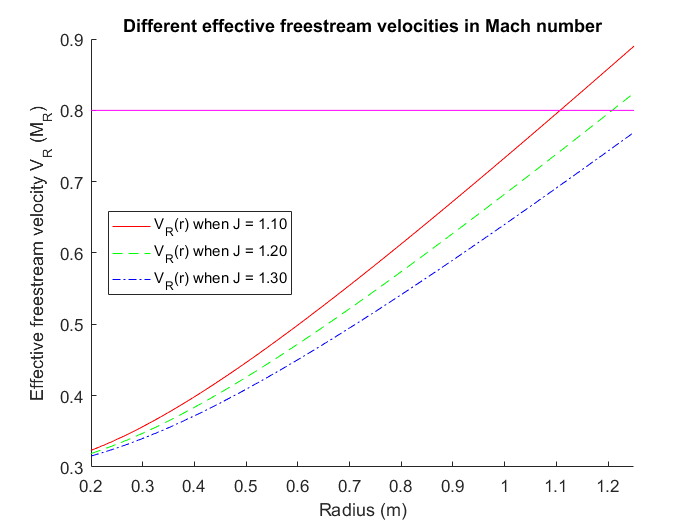 Different effective freestream velocities in Mach number
Effective freestream velocity V_R (M_R)
0.9
0.8
0.7
0.6
0.5
0.4
0.3
V_R(r) when J = 1.10
V_R(r) when J = 1.20
V_R(r) when J = 1.30
0.2 0.3 0.4 0.5 0.6 0.7 0.8 0.9 1 1.1 1.2
Radius (m)